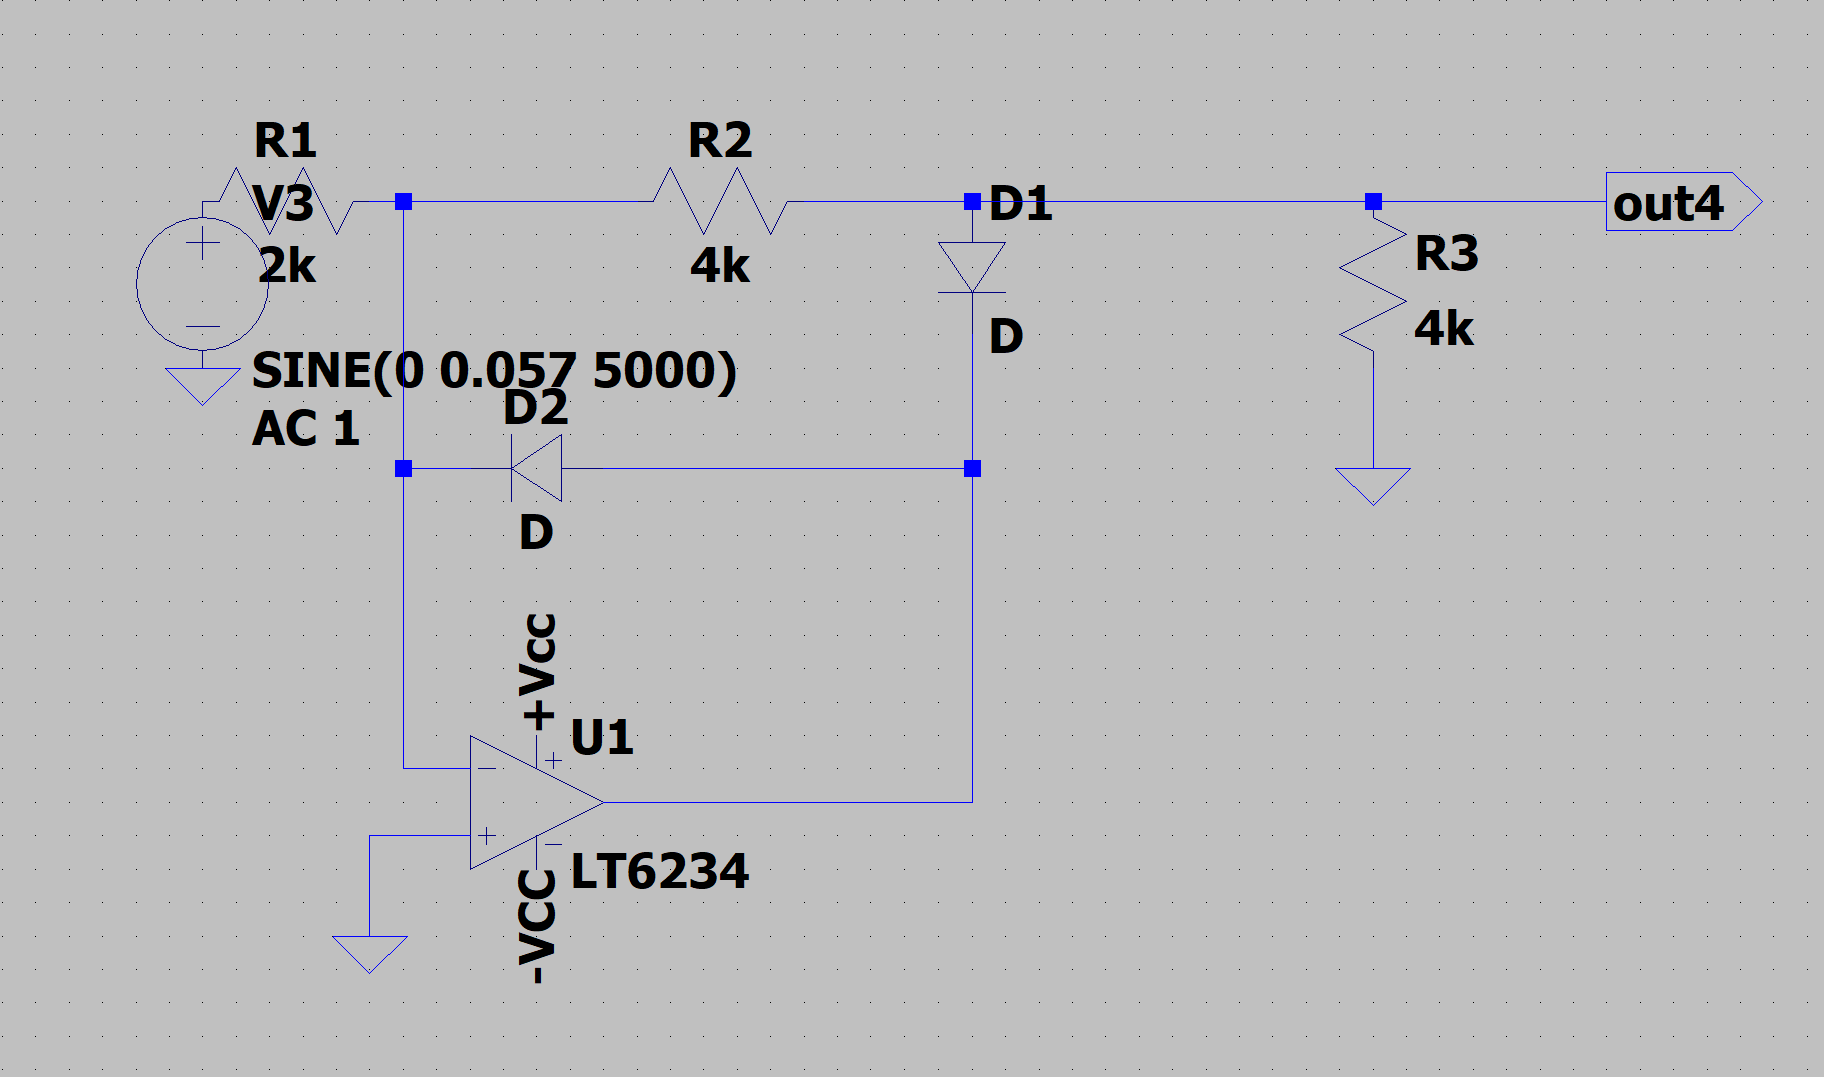 R1
V3
2k
SINE(0 0.057 5000)
AC 1
R2
4k
D1
D
out4
R3
4k
D2
D
+Vcc
U1
LT6234
-VCC